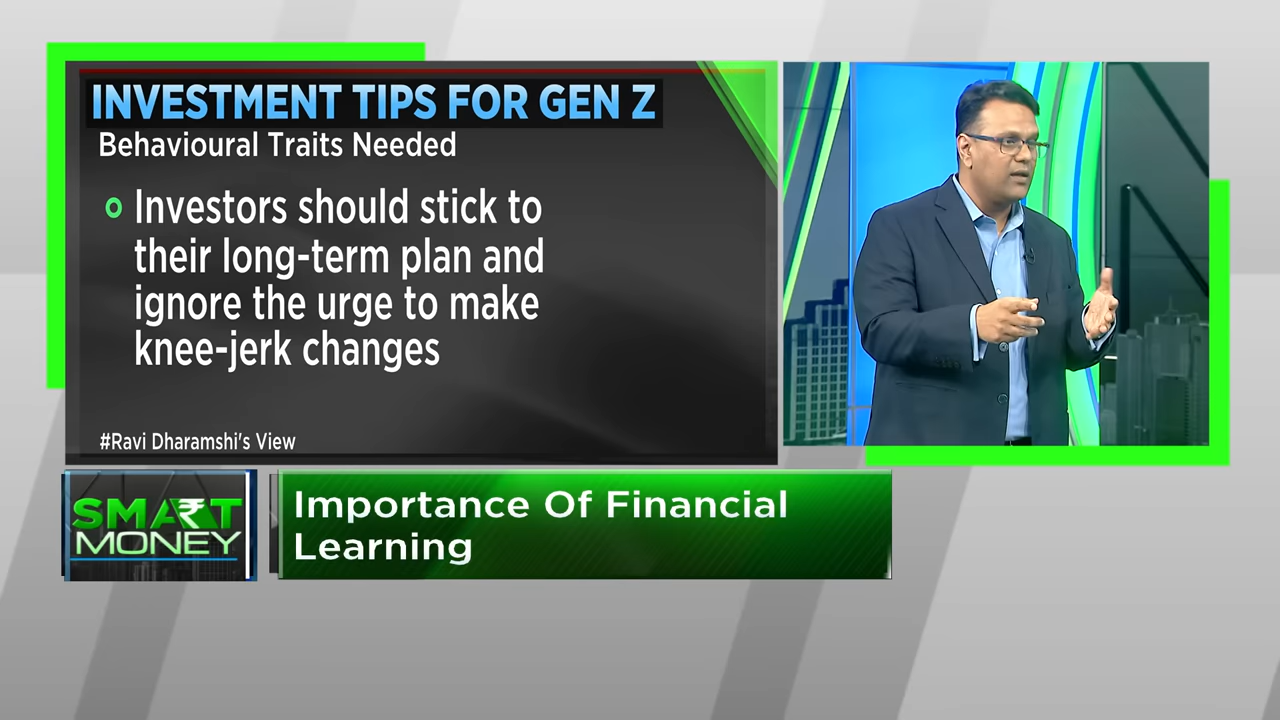 INVESTMENT TIPS FOR GEN Z
Behavioural Traits Needed
Investors should stick to
their long-term plan and
ignore the urge to make
knee-jerk changes
#Ravi Dharamshi's View
SMA₹T
MONEY
Importance Of Financial
Learning